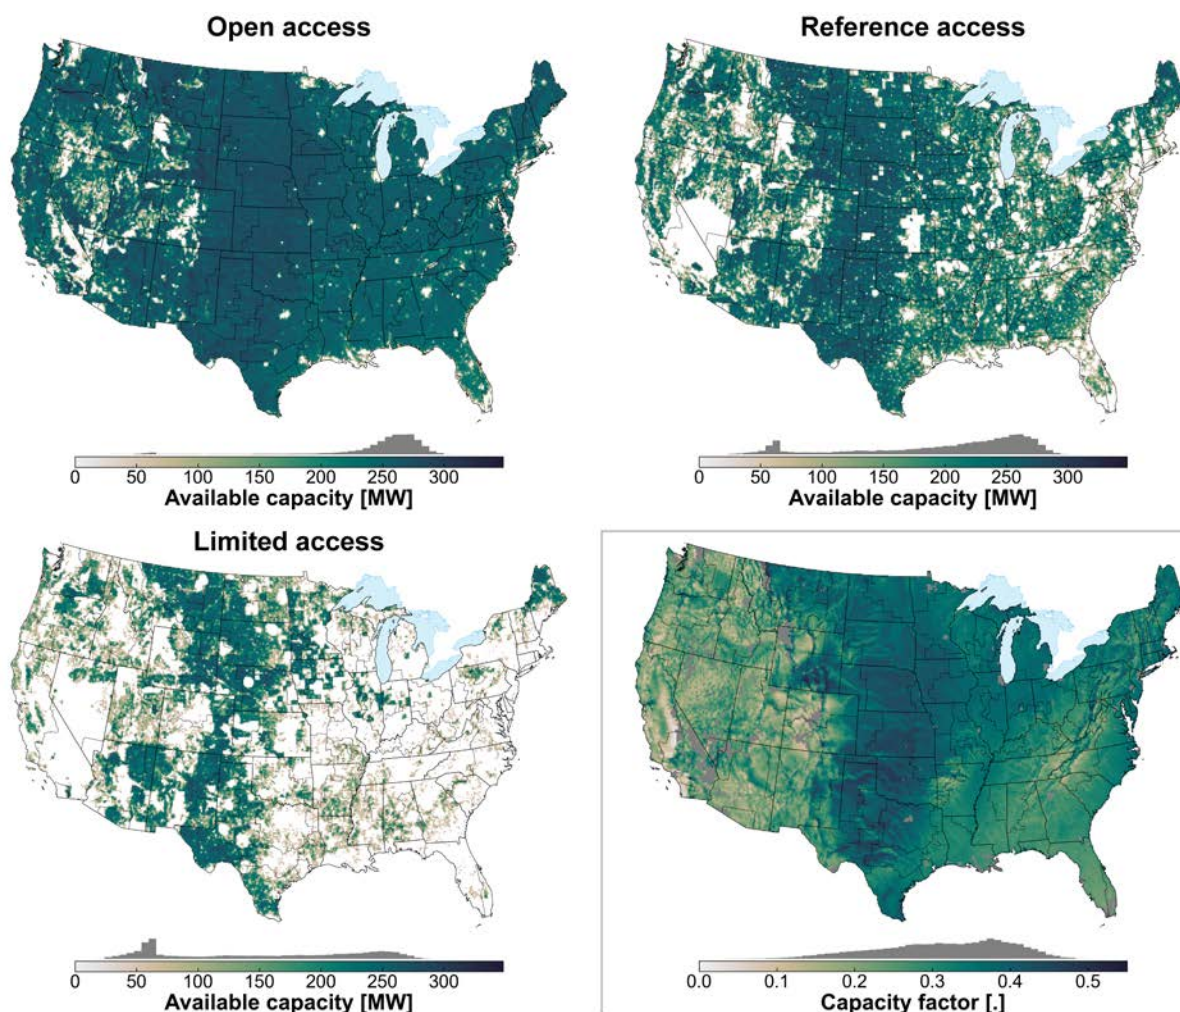 Open access
Reference access
0 50 100 150 200 250 300
Available capacity [MW]
0 50 100 150 200 250 300
Available capacity [MW]
Limited access
0 50 100 150 200 250 300
Available capacity [MW]
0.0 0.1 0.2 0.3 0.4 0.5
Capacity factor [.]